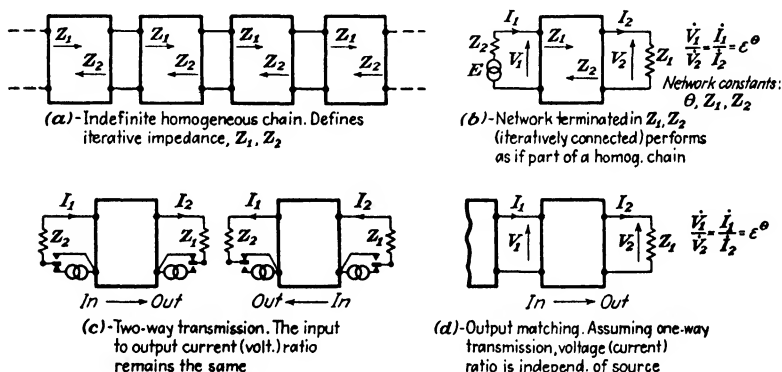 Z₁ Z₁ Z₁ Z₁
Z₂ Z₂ Z₂ Z₂
(a)-Indefinite homogeneous chain. Defines
iterative impedance, Z₁, Z₂
I₁ I₂
Z₂ Z₁ V₁ V₂ Z₁
E Z₂
V̇₁/V̇₂ = İ₁/İ₂ = ε^θ
Network constants:
θ, Z₁, Z₂
(b)-Network terminated in Z₁, Z₂
(iteratively connected) performs
as if part of a homog. chain
I₁ I₂ I₁ I₂
Z₂ Z₁ Z₂ Z₁
In → Out Out ← In
(c)-Two-way transmission. The input
to output current (volt.) ratio
remains the same
I₁ I₂
V₁ V₂ Z₁
V̇₁/V̇₂ = İ₁/İ₂ = ε^θ
In → Out
(d)-Output matching. Assuming one-way
transmission, voltage (current)
ratio is independ. of source